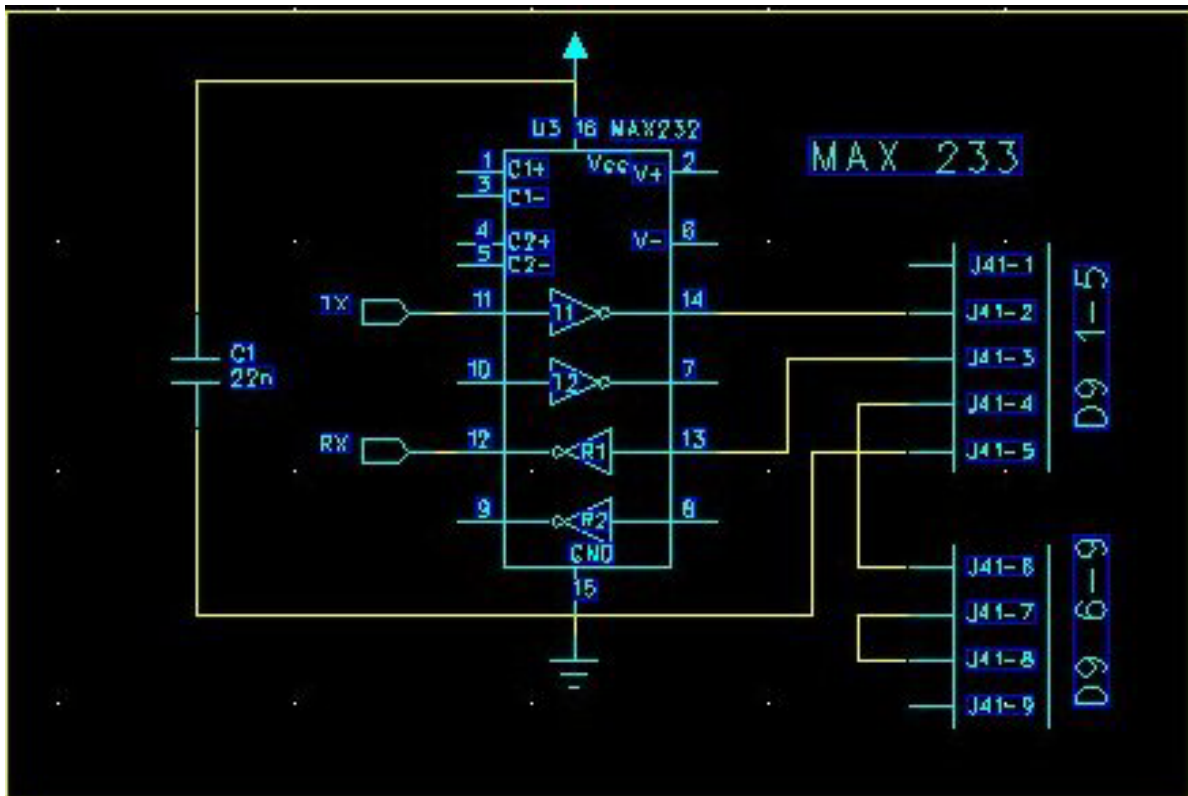 U3 16 MAX232
MAX 233
1 C1+ Vcc V+ 2
3 C1-
4 C2+ V- 6
5 C2-
TX 11 T1 14
10 T2 7
RX 12 R1 13
9 R2 8
GND
15
C1
22n
J41-1
J41-2
J41-3
J41-4
J41-5
D9 1-5
J41-6
J41-7
J41-8
J41-9
D9 6-9